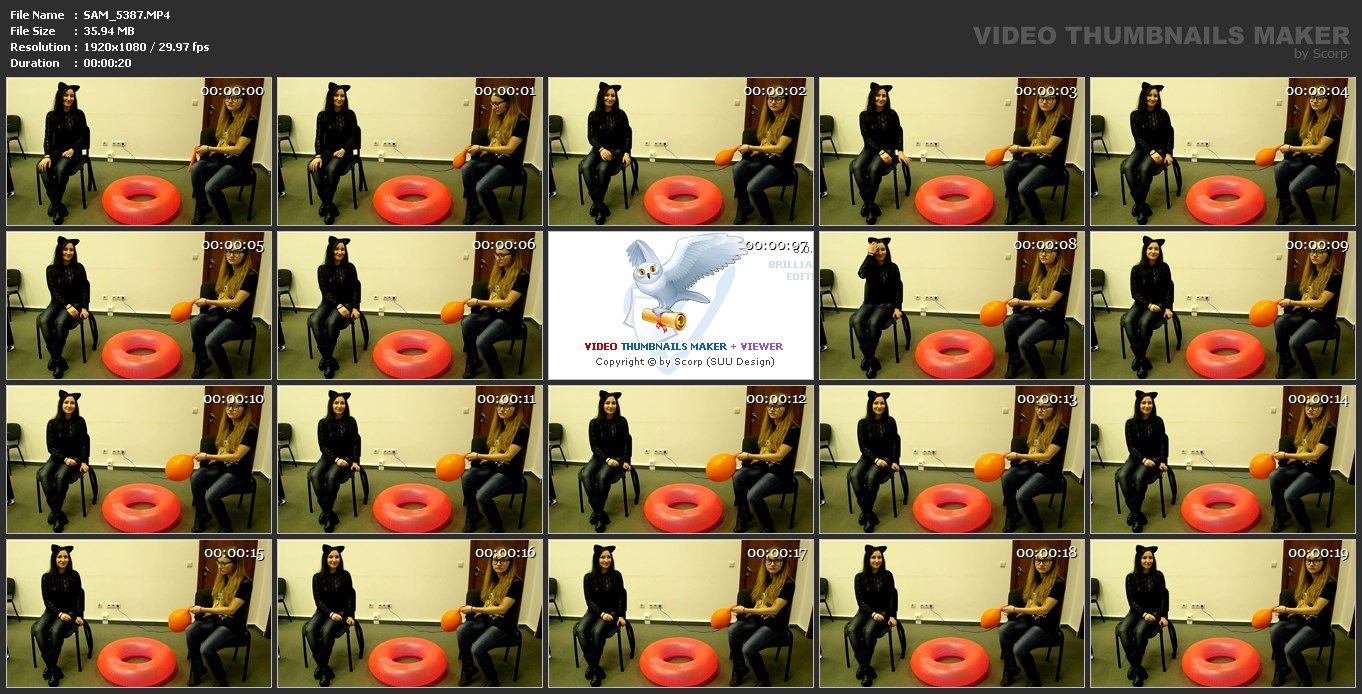 File Name : SAM_5387.MP4
File Size : 35.94 MB
Resolution : 1920x1080 / 29.97 fps
Duration : 00:00:20
VIDEO THUMBNAILS MAKER
by Scorp
00:00:00
00:00:01
00:00:02
00:00:03
00:00:04
00:00:05
00:00:06
00:00:07
BRILLIA
EDIT
VIDEO THUMBNAILS MAKER + VIEWER
Copyright © by Scorp (SUU Design)
00:00:08
00:00:09
00:00:10
00:00:11
00:00:12
00:00:13
00:00:14
00:00:15
00:00:16
00:00:17
00:00:18
00:00:19